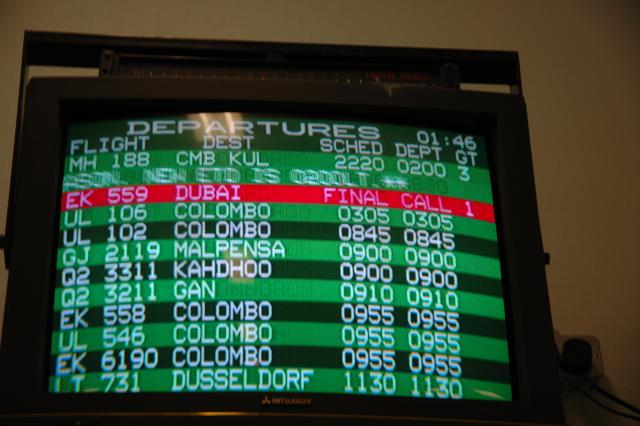 DEPARTURES 01:46
FLIGHT DEST SCHED DEPT GT
MH 188 CMB KUL 2220 0200 3
NEW ETD IS
EK 559 DUBAI FINAL CALL 1
UL 106 COLOMBO 0305 0305
UL 102 COLOMBO 0845 0845
GJ 2119 MALPENSA 0900 0900
Q2 3311 KAHDHOO 0900 0900
Q2 3211 GAN 0910 0910
EK 558 COLOMBO 0955 0955
UL 546 COLOMBO 0955 0955
EK 6190 COLOMBO 0955 0955
LT 731 DUSSELDORF 1130 1130
MITSUBISHI